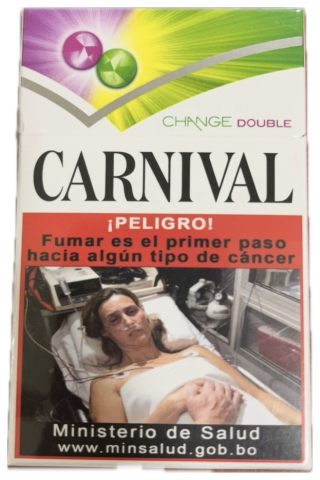 CHANGE DOUBLE
CARNIVAL
¡PELIGRO!
Fumar es el primer paso
hacia algún tipo de cáncer
Ministerio de Salud
www.minsalud.gob.bo